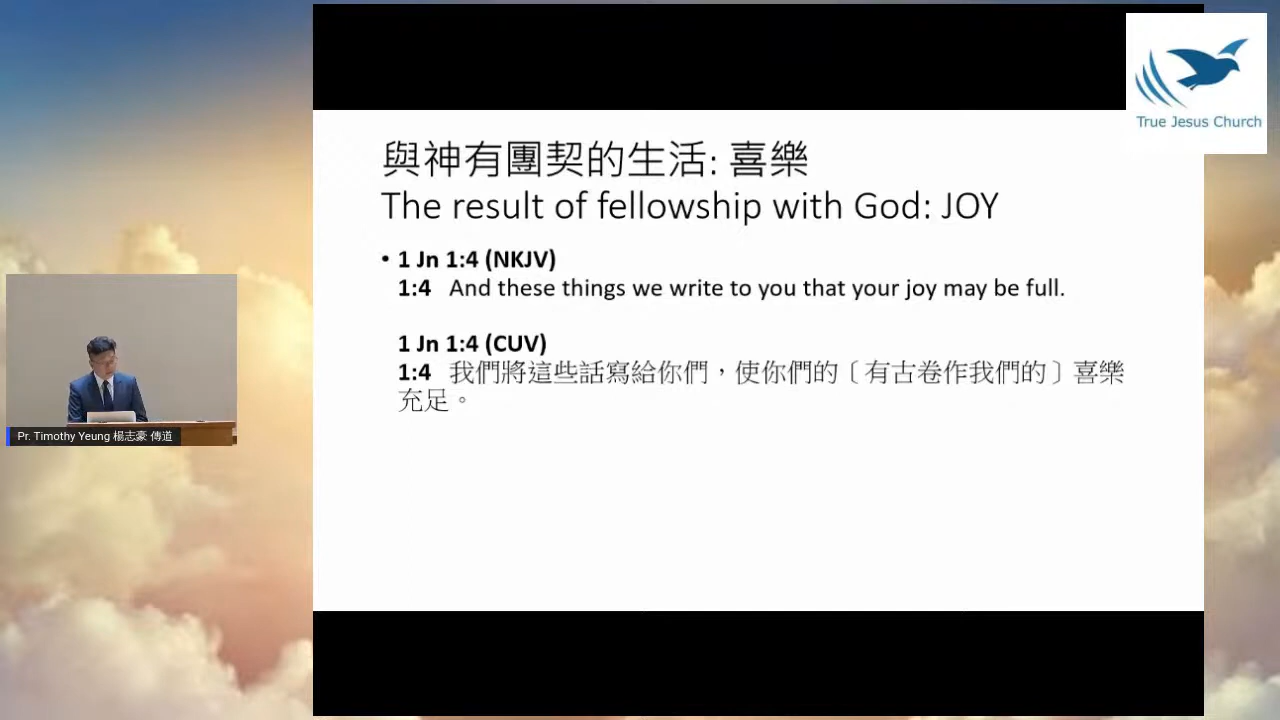 True Jesus Church
與神有團契的生活: 喜樂
The result of fellowship with God: JOY
• 1 Jn 1:4 (NKJV)
1:4 And these things we write to you that your joy may be full.
1 Jn 1:4 (CUV)
1:4 我們將這些話寫給你們，使你們的〔有古卷作我們的〕喜樂
充足。
Pr. Timothy Yeung 楊志豪 傳道